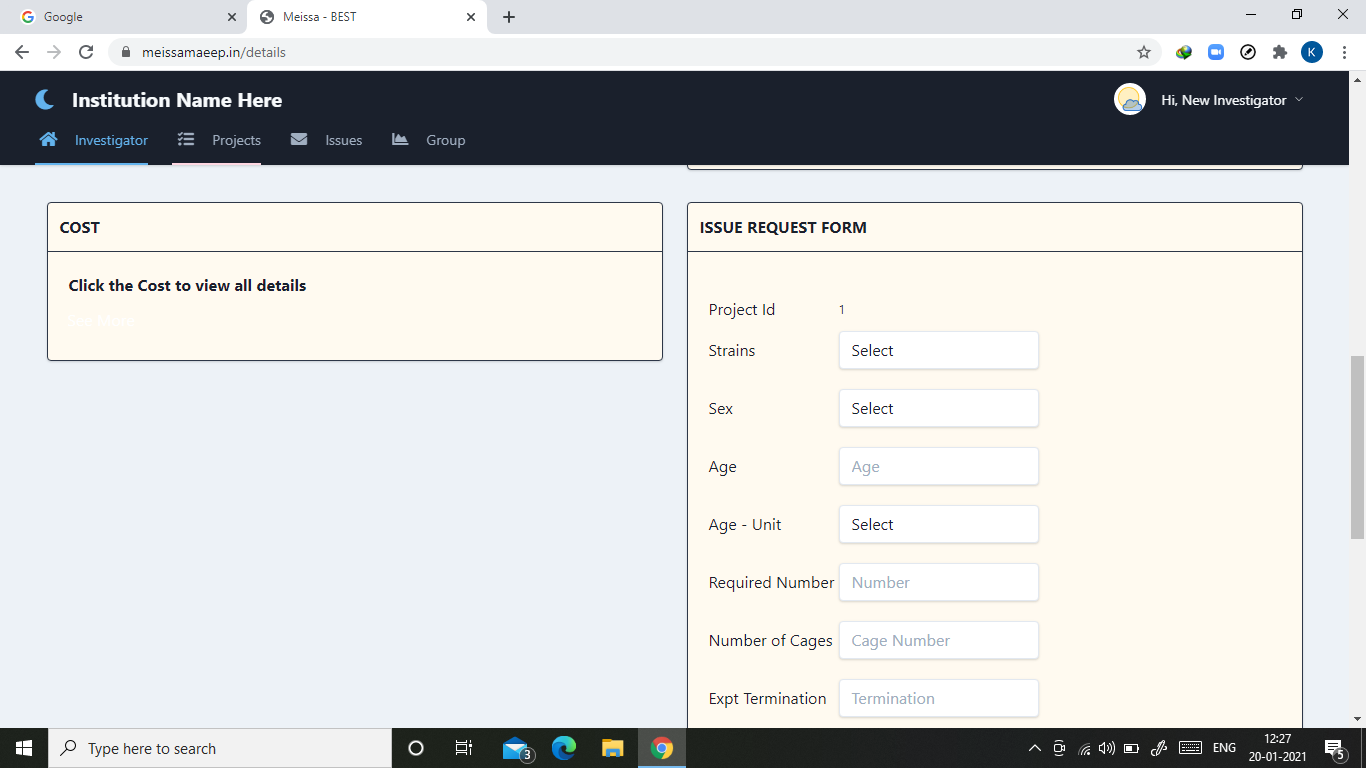 Google
Meissa - BEST
meissamaeep.in/details
K
Institution Name Here
Hi, New Investigator
Investigator
Projects
Issues
Group
COST
Click the Cost to view all details
See More
ISSUE REQUEST FORM
Project Id 1
Strains Select
Sex Select
Age Age
Age - Unit Select
Required Number Number
Number of Cages Cage Number
Expt Termination Termination
Type here to search
3
ENG
12:27
20-01-2021
5